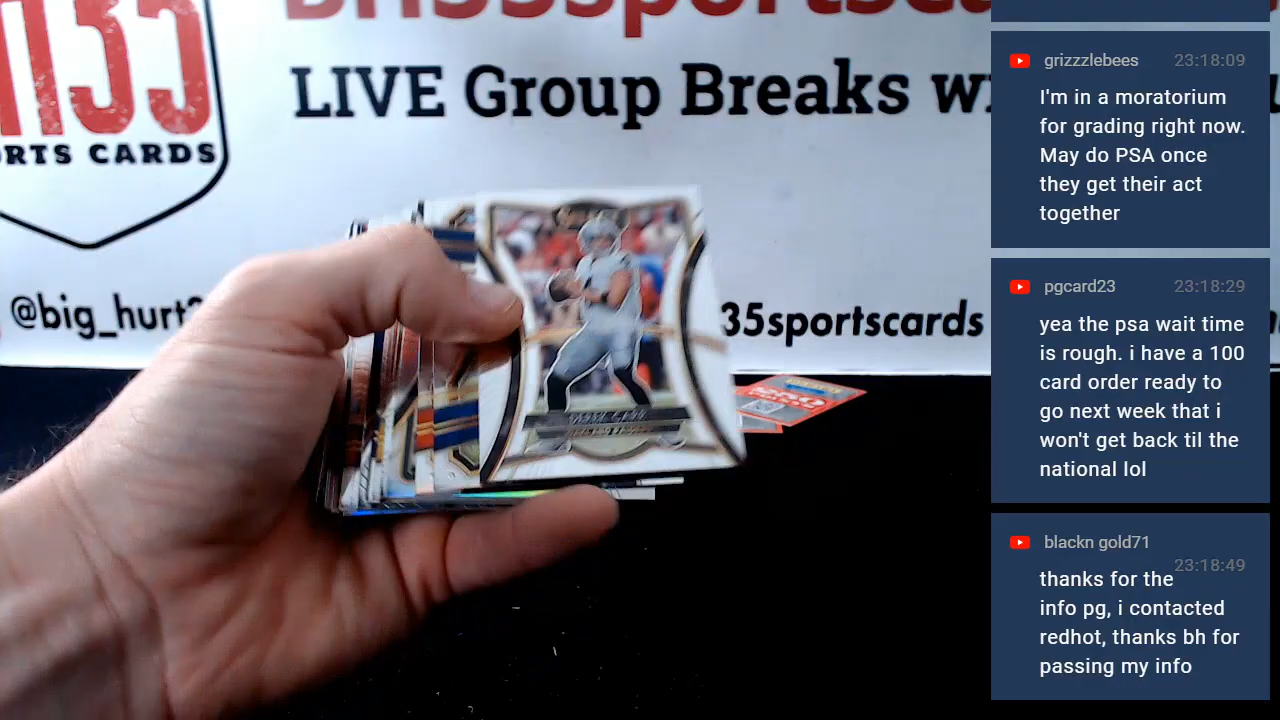 LIVE Group Breaks
CARDS
@big_hurt
35sportscards
grizzzlebees 23:18:09
I'm in a moratorium
for grading right now.
May do PSA once
they get their act
together
pgcard23 23:18:29
yea the psa wait time
is rough. i have a 100
card order ready to
go next week that i
won't get back til the
national lol
blackn gold71
23:18:49
thanks for the
info pg, i contacted
redhot, thanks bh for
passing my info